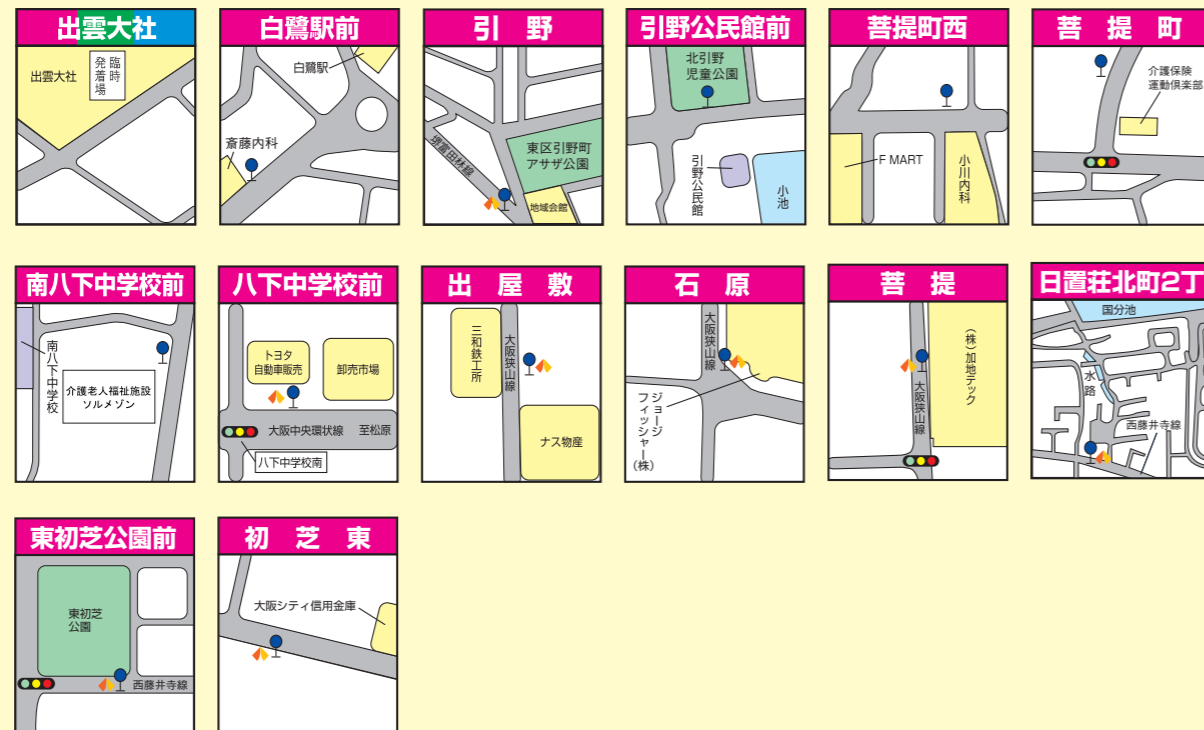 出雲大社
出雲大社
臨時
発着場
白鷺駅前
白鷺駅
斎藤内科
引野
堺富田林線
東区引野町
アサザ公園
地域会館
引野公民館前
北引野
児童公園
引野公民館
小池
菩提町西
F MART
小川内科
菩提町
介護保険
運動倶楽部
南八下中学校前
南八下中学校
介護老人福祉施設
ソルメゾン
八下中学校前
トヨタ
自動車販売
卸売市場
大阪中央環状線 至松原
八下中学校南
出屋敷
三和鉄工所
大阪狭山線
ナス物産
石原
大阪狭山線
ジョージ
フィッシャー(株)
菩提
(株)加地テック
大阪狭山線
日置荘北町2丁
国分池
水路
西藤井寺線
東初芝公園前
東初芝
公園
西藤井寺線
初芝東
大阪シティ信用金庫